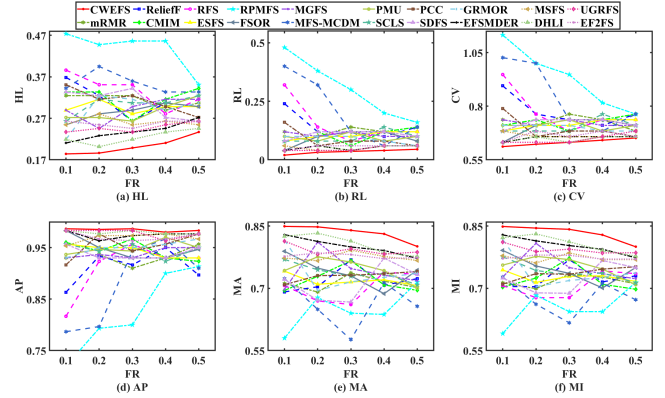 CWEFS ReliefF RFS RPMFS MGFS PMU PCC GRMOR MSFS UGRFS
mRMR CMIM ESFS FSOR MFS-MCDM SCLS SDFS EFSMDER DHLI EF2FS
HL
0.47
0.37
0.27
0.17
0.1 0.2 0.3 0.4 0.5
FR
(a) HL
RL
0.5
0.25
0
0.1 0.2 0.3 0.4 0.5
FR
(b) RL
CV
1.05
0.8
0.55
0.1 0.2 0.3 0.4 0.5
FR
(c) CV
AP
0.95
0.85
0.75
0.1 0.2 0.3 0.4 0.5
FR
(d) AP
MA
0.85
0.7
0.55
0.1 0.2 0.3 0.4 0.5
FR
(e) MA
MI
0.85
0.7
0.55
0.1 0.2 0.3 0.4 0.5
FR
(f) MI